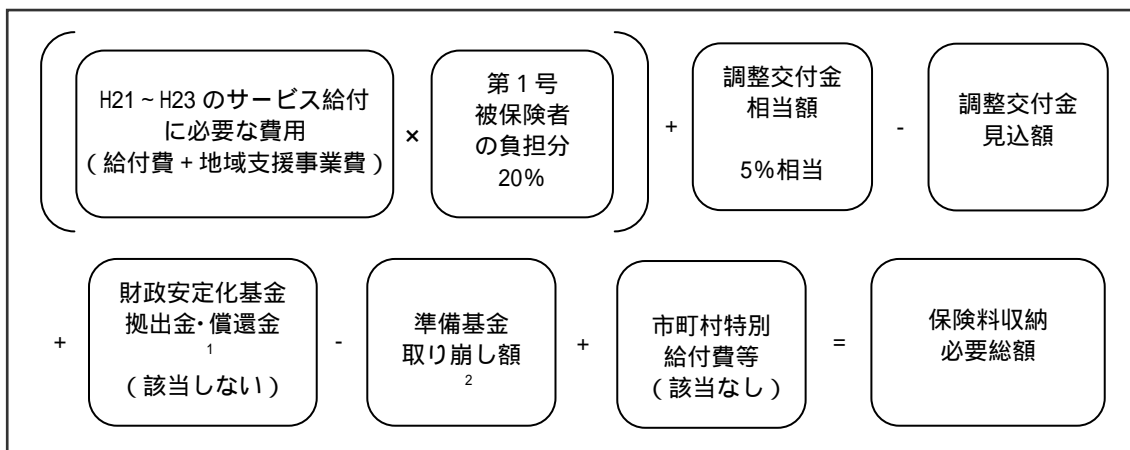 H21~H23 のサービス給付
に必要な費用
(給付費+地域支援事業費)
×
第1号
被保険者
の負担分
20%
+
調整交付金
相当額
5%相当
-
調整交付金
見込額
+
財政安定化基金
拠出金・償還金
1
(該当しない)
-
準備基金
取り崩し額
2
+
市町村特別
給付費等
(該当なし)
=
保険料収納
必要総額